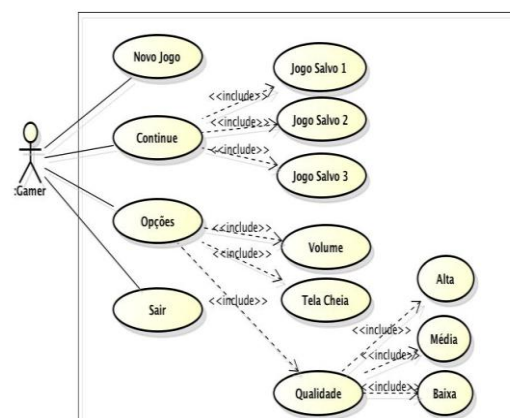 Novo Jogo
Jogo Salvo 1
<<include>>
Continue
<<include>>
Jogo Salvo 2
<<include>>
Jogo Salvo 3
:Gamer
Opções
<<include>>
Volume
<<include>>
Tela Cheia
Sair
<<include>>
Alta
<<include>>
Média
<<include>>
Qualidade
<<include>>
Baixa